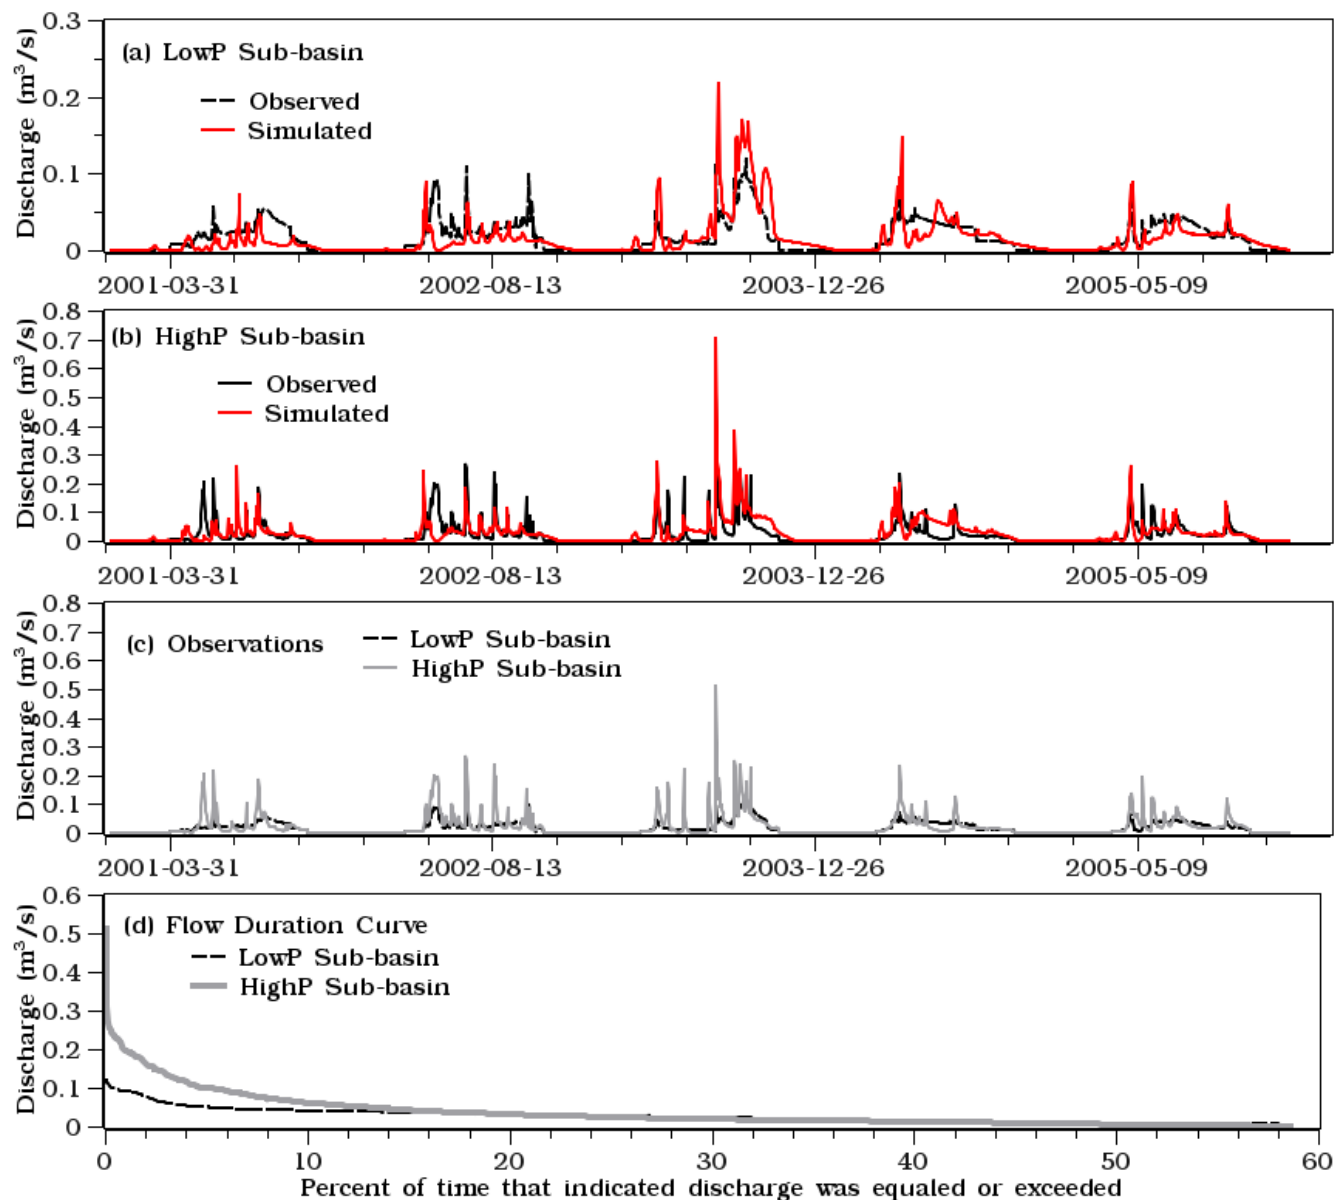 0.3
(a) LowP Sub-basin
Observed
Simulated
0.2
0.1
0
Discharge (m³/s)
2001-03-31 2002-08-13 2003-12-26 2005-05-09
0.8
(b) HighP Sub-basin
0.7
0.6
Observed
0.5
Simulated
0.4
0.3
0.2
0.1
0
Discharge (m³/s)
2001-03-31 2002-08-13 2003-12-26 2005-05-09
0.8
(c) Observations
LowP Sub-basin
HighP Sub-basin
0.7
0.6
0.5
0.4
0.3
0.2
0.1
0
Discharge (m³/s)
2001-03-31 2002-08-13 2003-12-26 2005-05-09
0.6
(d) Flow Duration Curve
LowP Sub-basin
HighP Sub-basin
0.5
0.4
0.3
0.2
0.1
0
Discharge (m³/s)
0 10 20 30 40 50 60
Percent of time that indicated discharge was equaled or exceeded